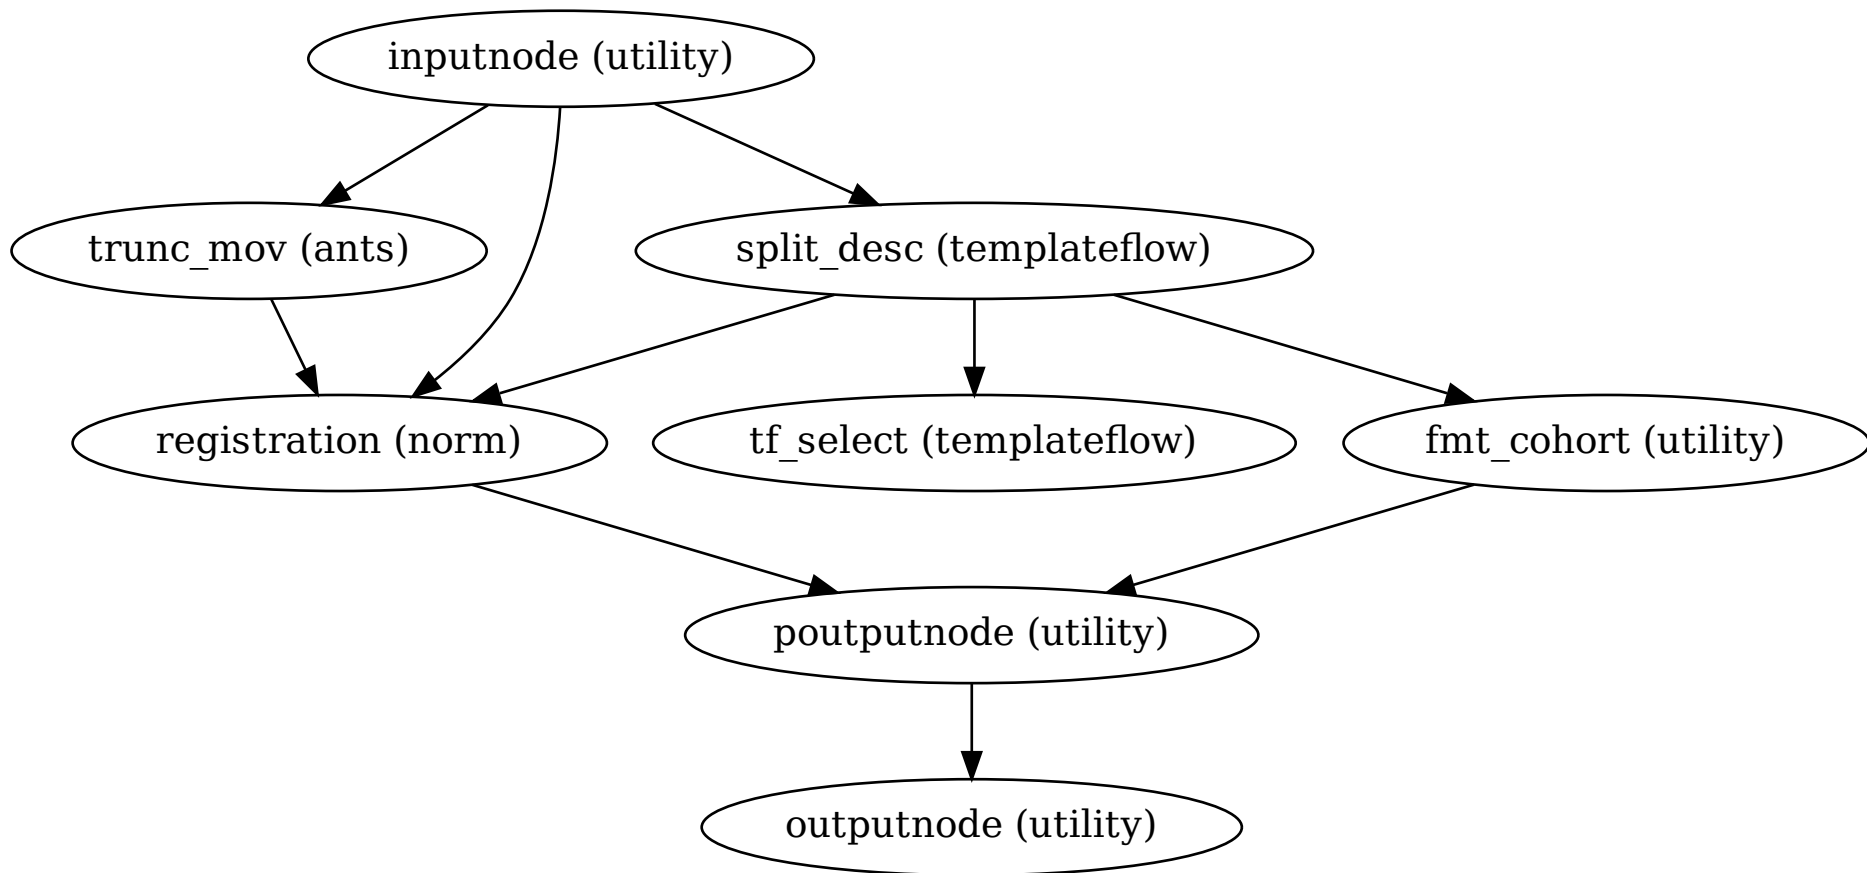 inputnode (utility)
trunc_mov (ants)
split_desc (templateflow)
registration (norm)
tf_select (templateflow)
fmt_cohort (utility)
poutputnode (utility)
outputnode (utility)